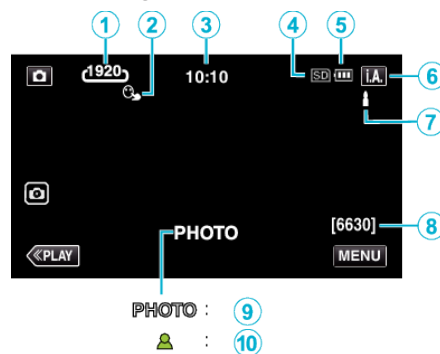 1 2 3 5
1920 10:10 4 SD i.A. 6
7
PHOTO [6630] 8
≪PLAY MENU
PHOTO : 9
: 10